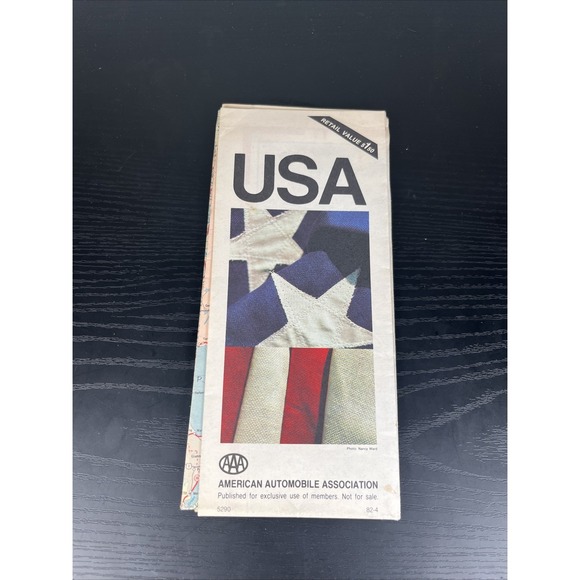 RETAIL VALUE $1.50
USA
Photo: Nancy Ward
AAA
AMERICAN AUTOMOBILE ASSOCIATION
Published for exclusive use of members. Not for sale.
5290
82-4
P